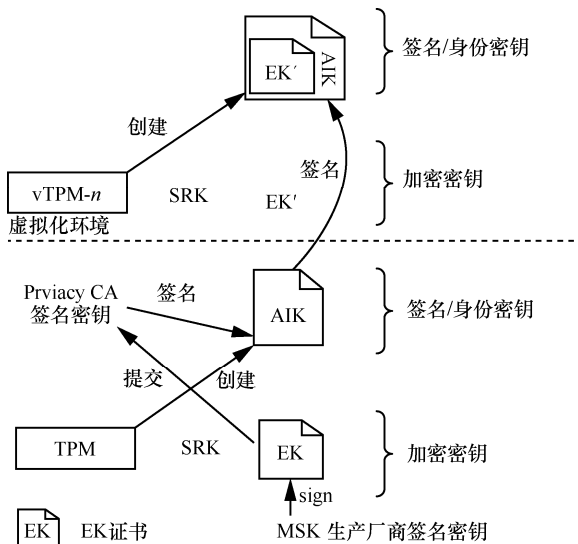 签名/身份密钥
EK′
AIK
创建
签名
加密密钥
vTPM-n
SRK
EK′
虚拟化环境
Prviacy CA
签名密钥
签名
AIK
签名/身份密钥
提交
创建
TPM
SRK
EK
加密密钥
sign
EK
EK证书
MSK 生产厂商签名密钥